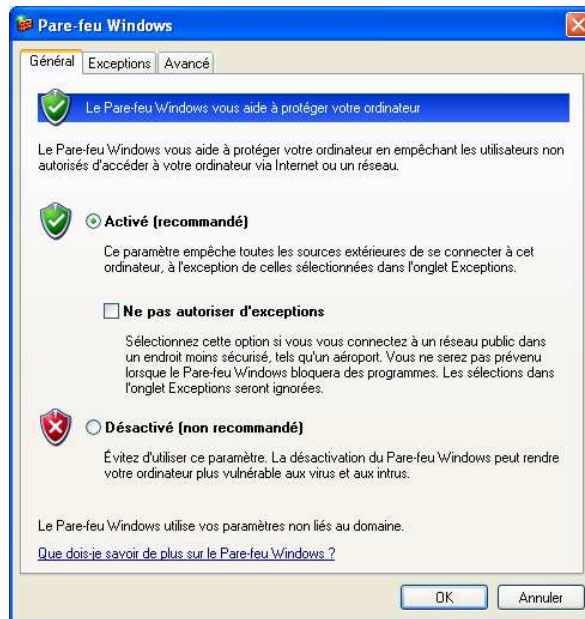 Pare-feu Windows
Général Exceptions Avancé
Le Pare-feu Windows vous aide à protéger votre ordinateur
Le Pare-feu Windows vous aide à protéger votre ordinateur en empêchant les utilisateurs non
autorisés d'accéder à votre ordinateur via Internet ou un réseau.
Activé (recommandé)
Ce paramètre empêche toutes les sources extérieures de se connecter à cet
ordinateur, à l'exception de celles sélectionnées dans l'onglet Exceptions.
Ne pas autoriser d'exceptions
Sélectionnez cette option si vous vous connectez à un réseau public dans
un endroit moins sécurisé, tels qu'un aéroport. Vous ne serez pas prévenu
lorsque le Pare-feu Windows bloquera des programmes. Les sélections dans
l'onglet Exceptions seront ignorées.
Désactivé (non recommandé)
Évitez d'utiliser ce paramètre. La désactivation du Pare-feu Windows peut rendre
votre ordinateur plus vulnérable aux virus et aux intrus.
Le Pare-feu Windows utilise vos paramètres non liés au domaine.
Que dois-je savoir de plus sur le Pare-feu Windows ?
OK Annuler